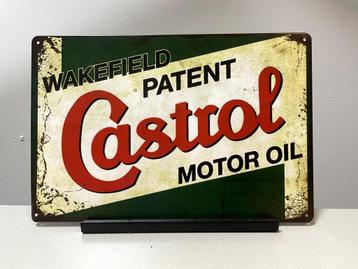 WAKEFIELD
PATENT
Castrol
MOTOR OIL